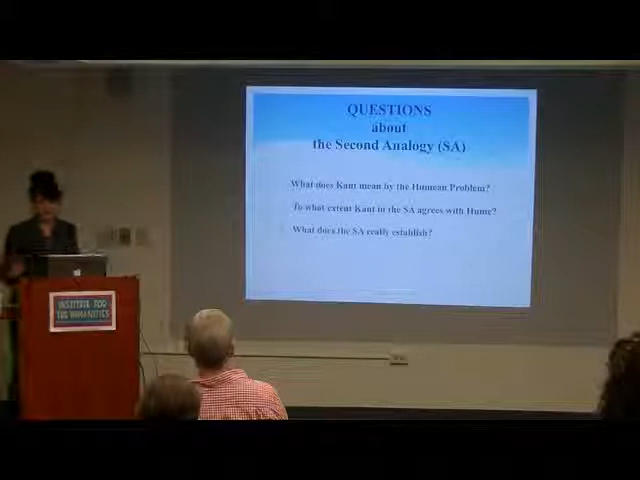 QUESTIONS
about
the Second Analogy (SA)
What does Kant mean by the Humean Problem?
To what extent Kant in the SA agrees with Hume?
What does the SA really establish?
INSTITUTE FOR
THE HUMANITIES